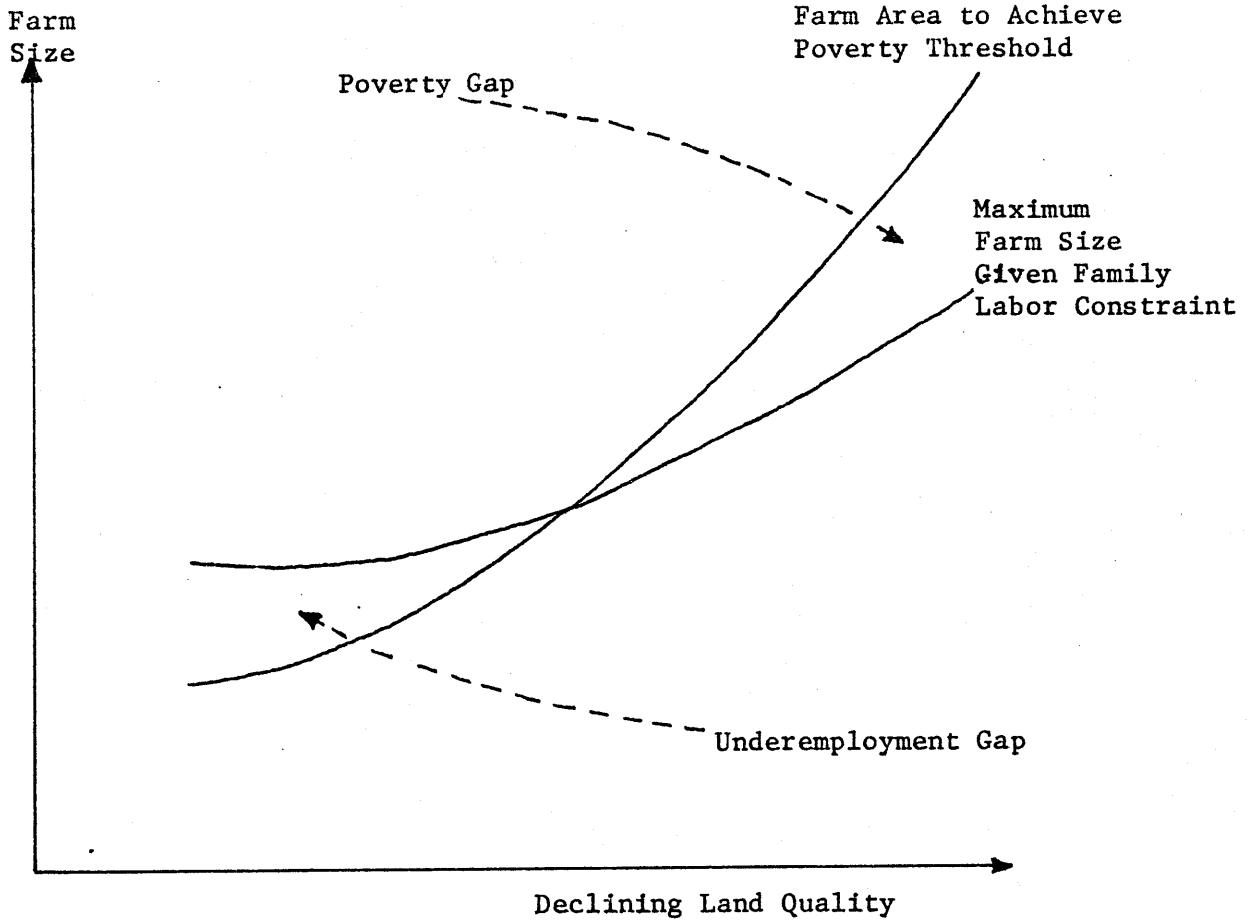 Farm
Size
Farm Area to Achieve
Poverty Threshold
Poverty Gap
Maximum
Farm Size
Given Family
Labor Constraint
Underemployment Gap
Declining Land Quality